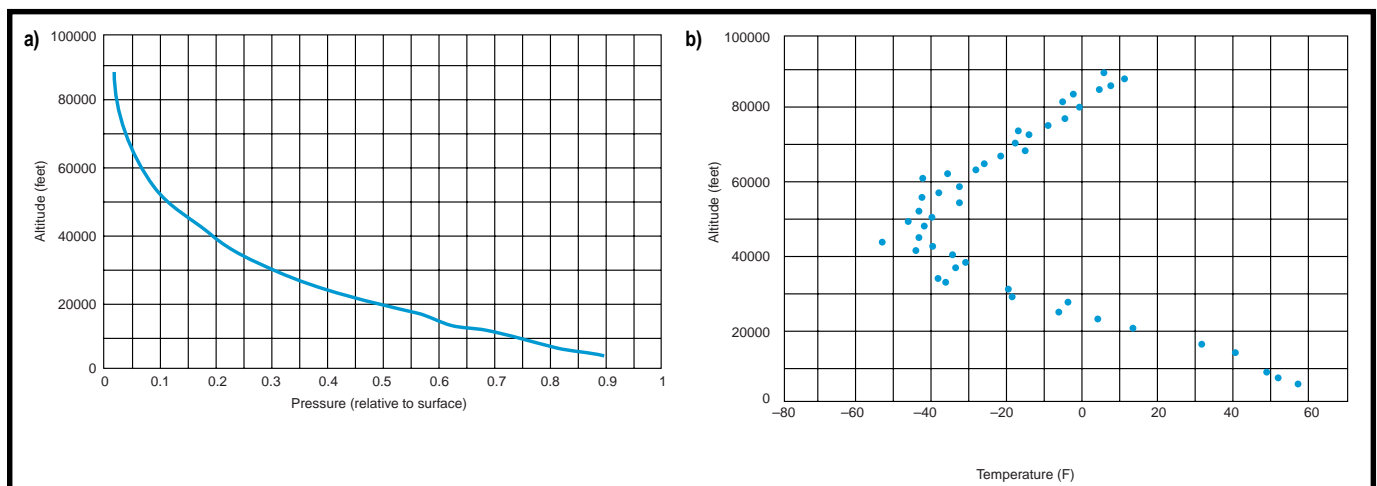 a)
100000
80000
60000
40000
20000
0
Altitude (feet)
0 0.1 0.2 0.3 0.4 0.5 0.6 0.7 0.8 0.9 1
Pressure (relative to surface)
b)
100000
80000
60000
40000
20000
0
Altitude (feet)
–80 –60 –40 –20 0 20 40 60
Temperature (F)